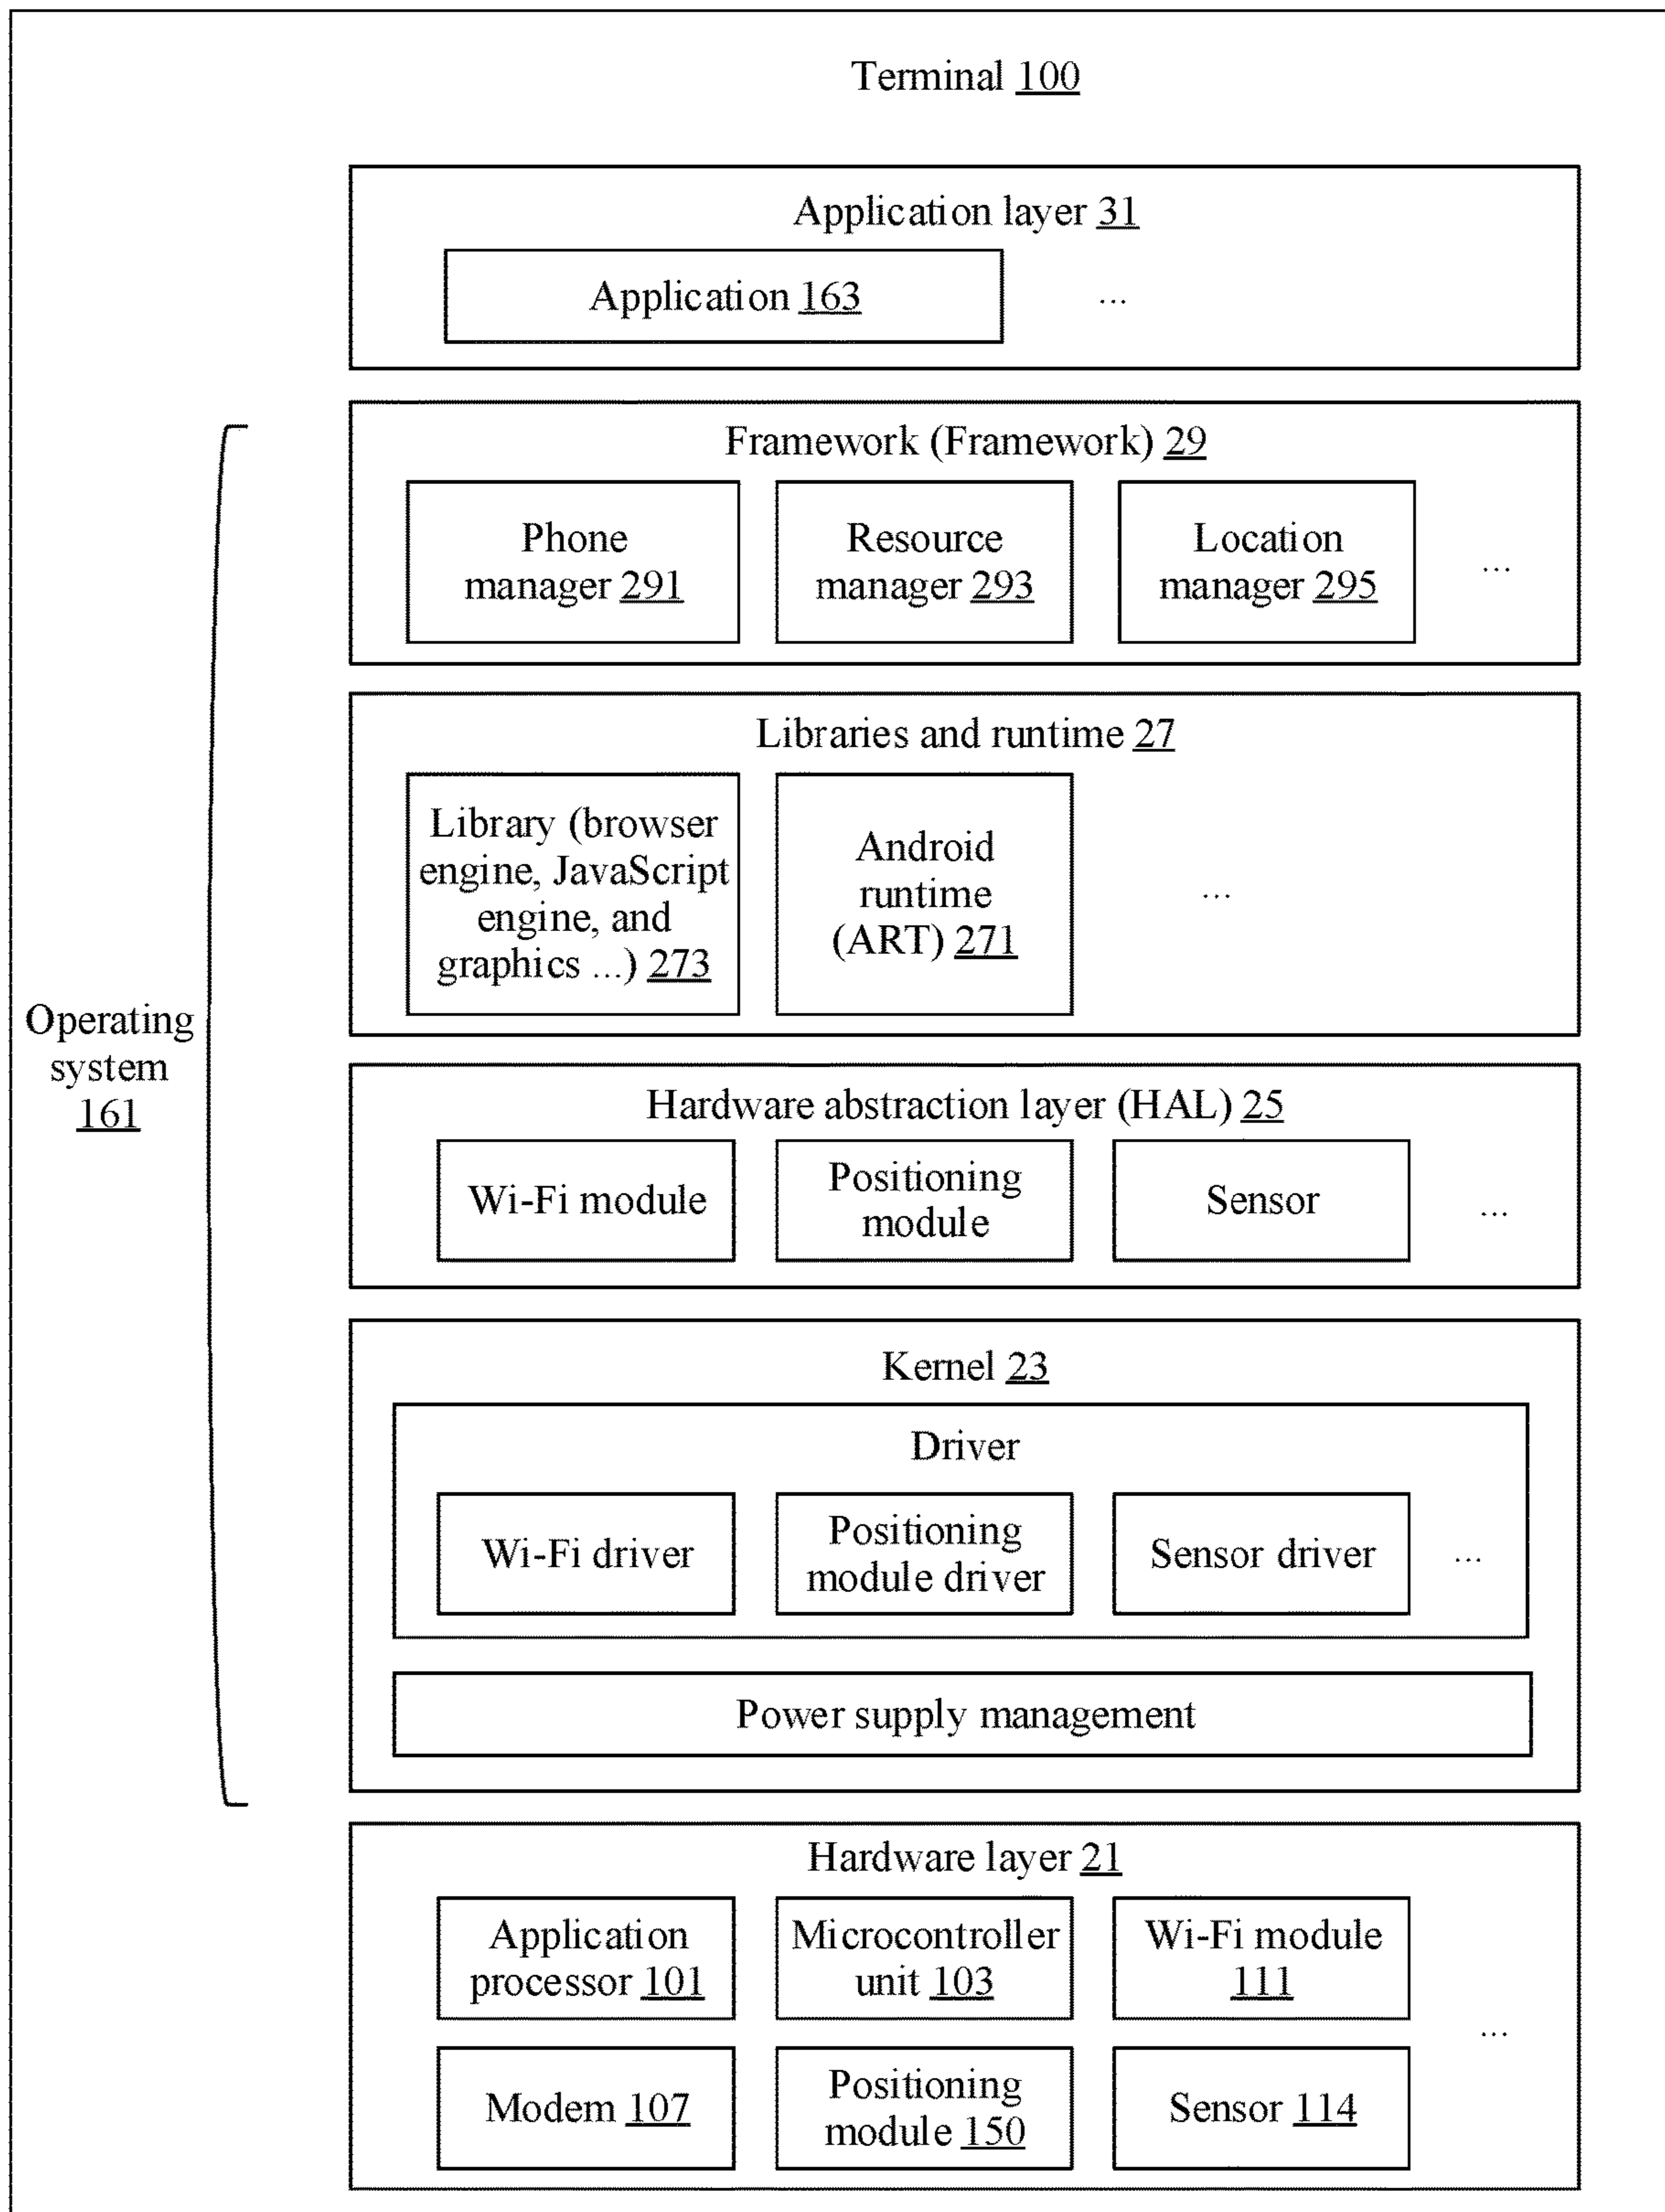 Terminal 100
Application layer 31
Application 163
...
Framework (Framework) 29
Phone
manager 291
Resource
manager 293
Location
manager 295
...
Libraries and runtime 27
Library (browser
engine, JavaScript
engine, and
graphics ...) 273
Android
runtime
(ART) 271
...
Operating
system
161
Hardware abstraction layer (HAL) 25
Wi-Fi module
Positioning
module
Sensor
...
Kernel 23
Driver
Wi-Fi driver
Positioning
module driver
Sensor driver
...
Power supply management
Hardware layer 21
Application
processor 101
Microcontroller
unit 103
Wi-Fi module
111
...
Modem 107
Positioning
module 150
Sensor 114